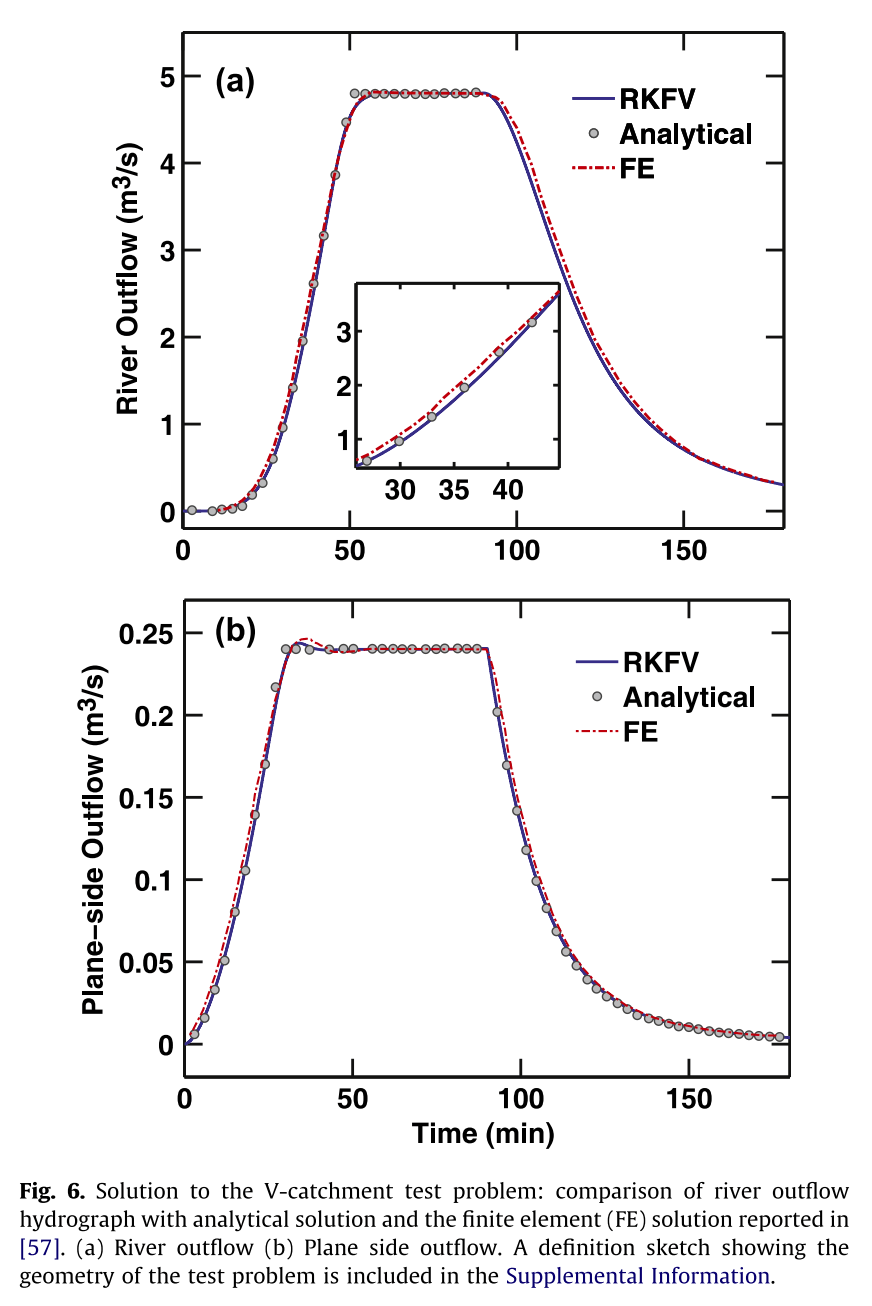 (a)
RKFV
Analytical
FE
River Outflow (m³/s)
5
4
3
2
1
0
3
2
1
30 35 40
0 50 100 150
(b)
RKFV
Analytical
FE
Plane−side Outflow (m³/s)
0.25
0.2
0.15
0.1
0.05
0
0 50 100 150
Time (min)
Fig. 6. Solution to the V-catchment test problem: comparison of river outflow
hydrograph with analytical solution and the finite element (FE) solution reported in
[57]. (a) River outflow (b) Plane side outflow. A definition sketch showing the
geometry of the test problem is included in the Supplemental Information.